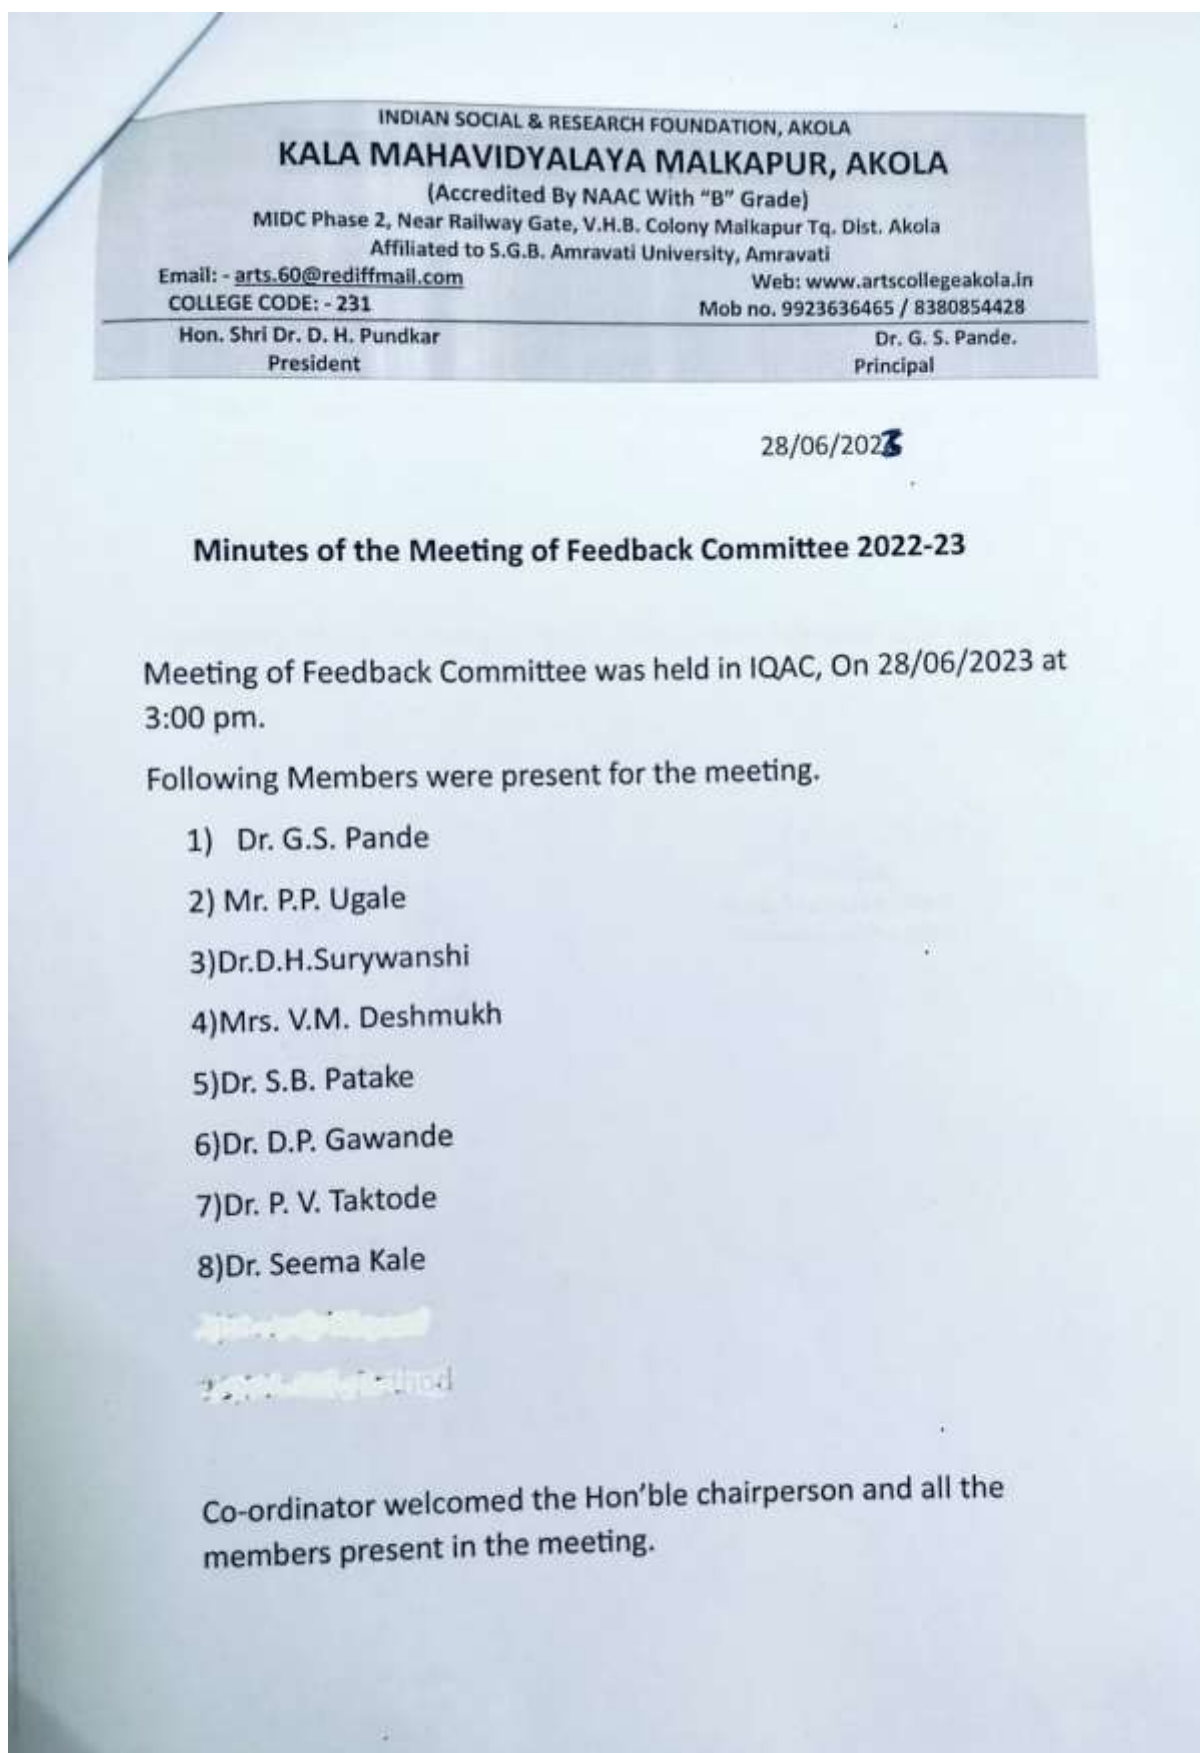 INDIAN SOCIAL & RESEARCH FOUNDATION, AKOLA
KALA MAHAVIDYALAYA MALKAPUR, AKOLA
(Accredited By NAAC With “B” Grade)
MIDC Phase 2, Near Railway Gate, V.H.B. Colony Malkapur Tq. Dist. Akola
Affiliated to S.G.B. Amravati University, Amravati
Email: - arts.60@rediffmail.com Web: www.artscollegeakola.in
COLLEGE CODE: - 231 Mob no. 9923636465 / 8380854428
Hon. Shri Dr. D. H. Pundkar Dr. G. S. Pande.
President Principal
28/06/2023
Minutes of the Meeting of Feedback Committee 2022-23
Meeting of Feedback Committee was held in IQAC, On 28/06/2023 at
3:00 pm.
Following Members were present for the meeting.
1) Dr. G.S. Pande
2) Mr. P.P. Ugale
3)Dr.D.H.Surywanshi
4)Mrs. V.M. Deshmukh
5)Dr. S.B. Patake
6)Dr. D.P. Gawande
7)Dr. P. V. Taktode
8)Dr. Seema Kale
Co-ordinator welcomed the Hon’ble chairperson and all the
members present in the meeting.